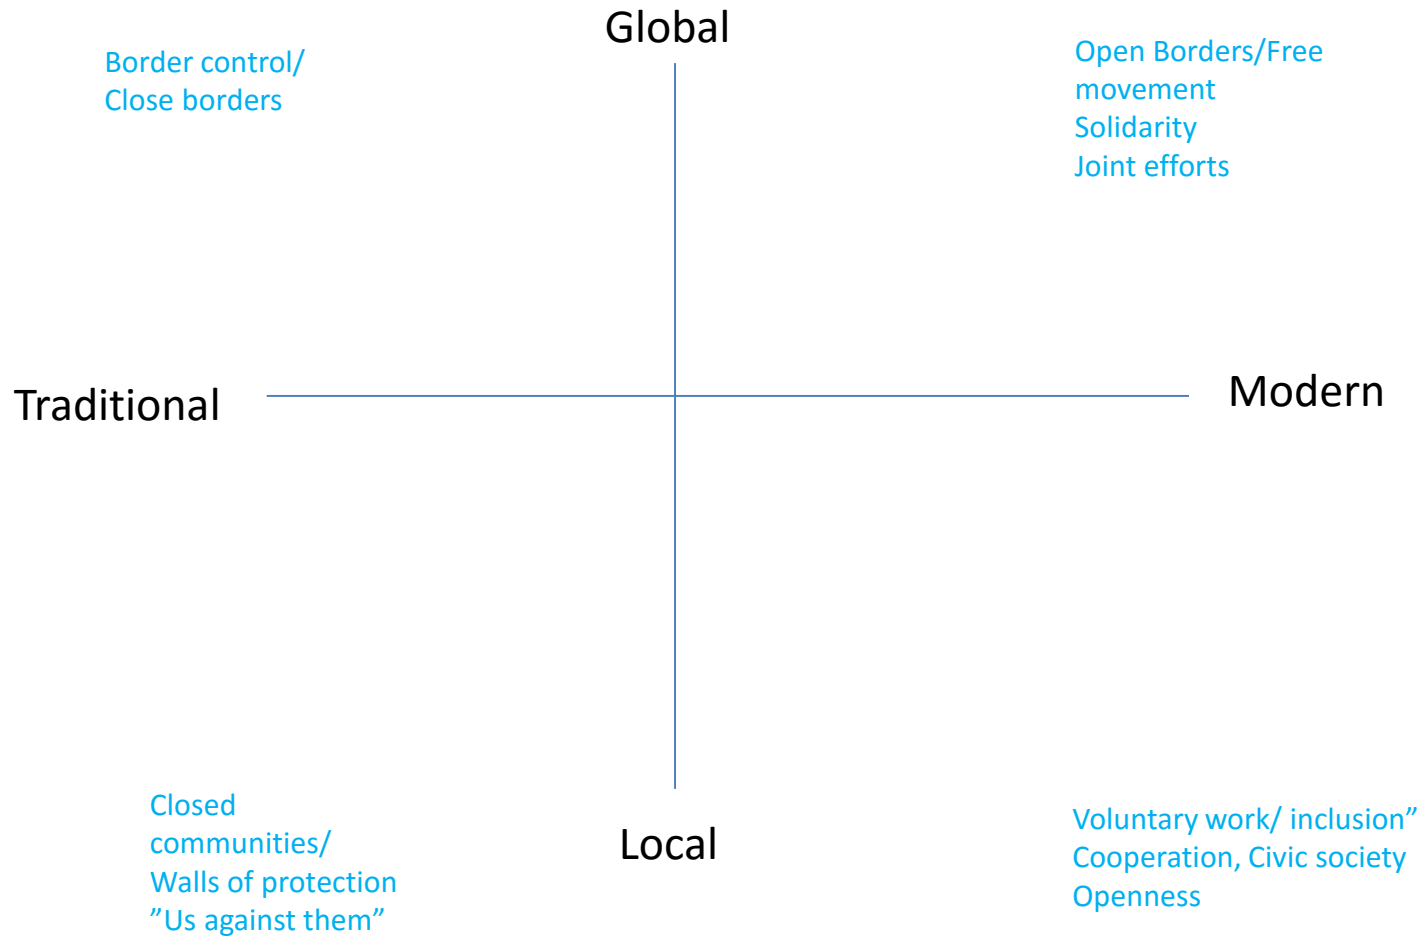 Global
Border control/
Close borders
Open Borders/Free
movement
Solidarity
Joint efforts
Traditional
Modern
Closed
communities/
Walls of protection
”Us against them”
Local
Voluntary work/ inclusion”
Cooperation, Civic society
Openness